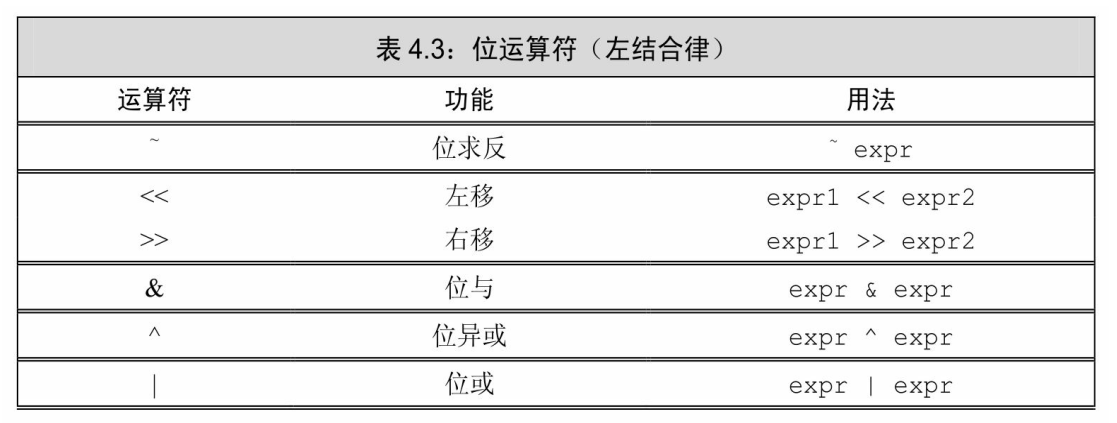 表 4.3：位运算符（左结合律）
运算符 功能 用法
~ 位求反 ~ expr
<< 左移 expr1 << expr2
>> 右移 expr1 >> expr2
& 位与 expr & expr
^ 位异或 expr ^ expr
| 位或 expr | expr